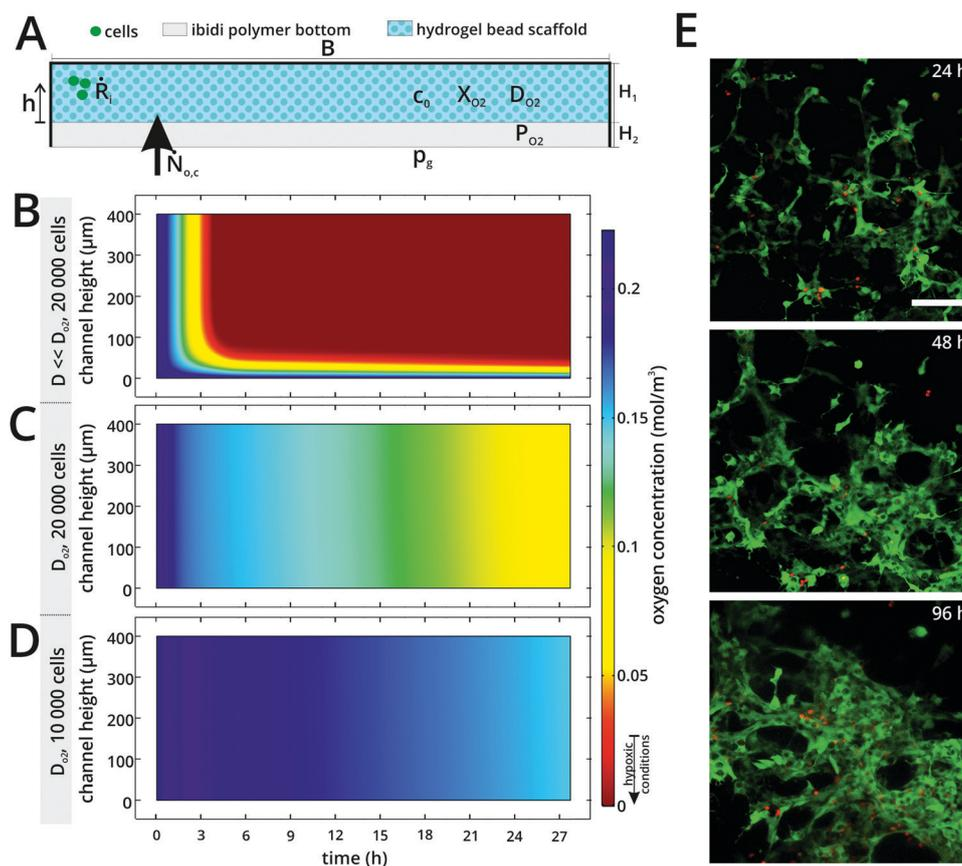 A
cells
ibidi polymer bottom
hydrogel bead scaffold
B
h
Ṙi
c0
XO2
DO2
H1
PO2
H2
Ṅo,c
pg
B
D << Do2, 20 000 cells
channel height (µm)
400
300
200
100
0
C
Do2, 20 000 cells
channel height (µm)
400
300
200
100
0
D
Do2, 10 000 cells
channel height (µm)
400
300
200
100
0
0 3 6 9 12 15 18 21 24 27
time (h)
0.2
0.15
0.1
0.05
0
oxygen concentration (mol/m³)
hypoxic
conditions
E
24 h
48 h
96 h